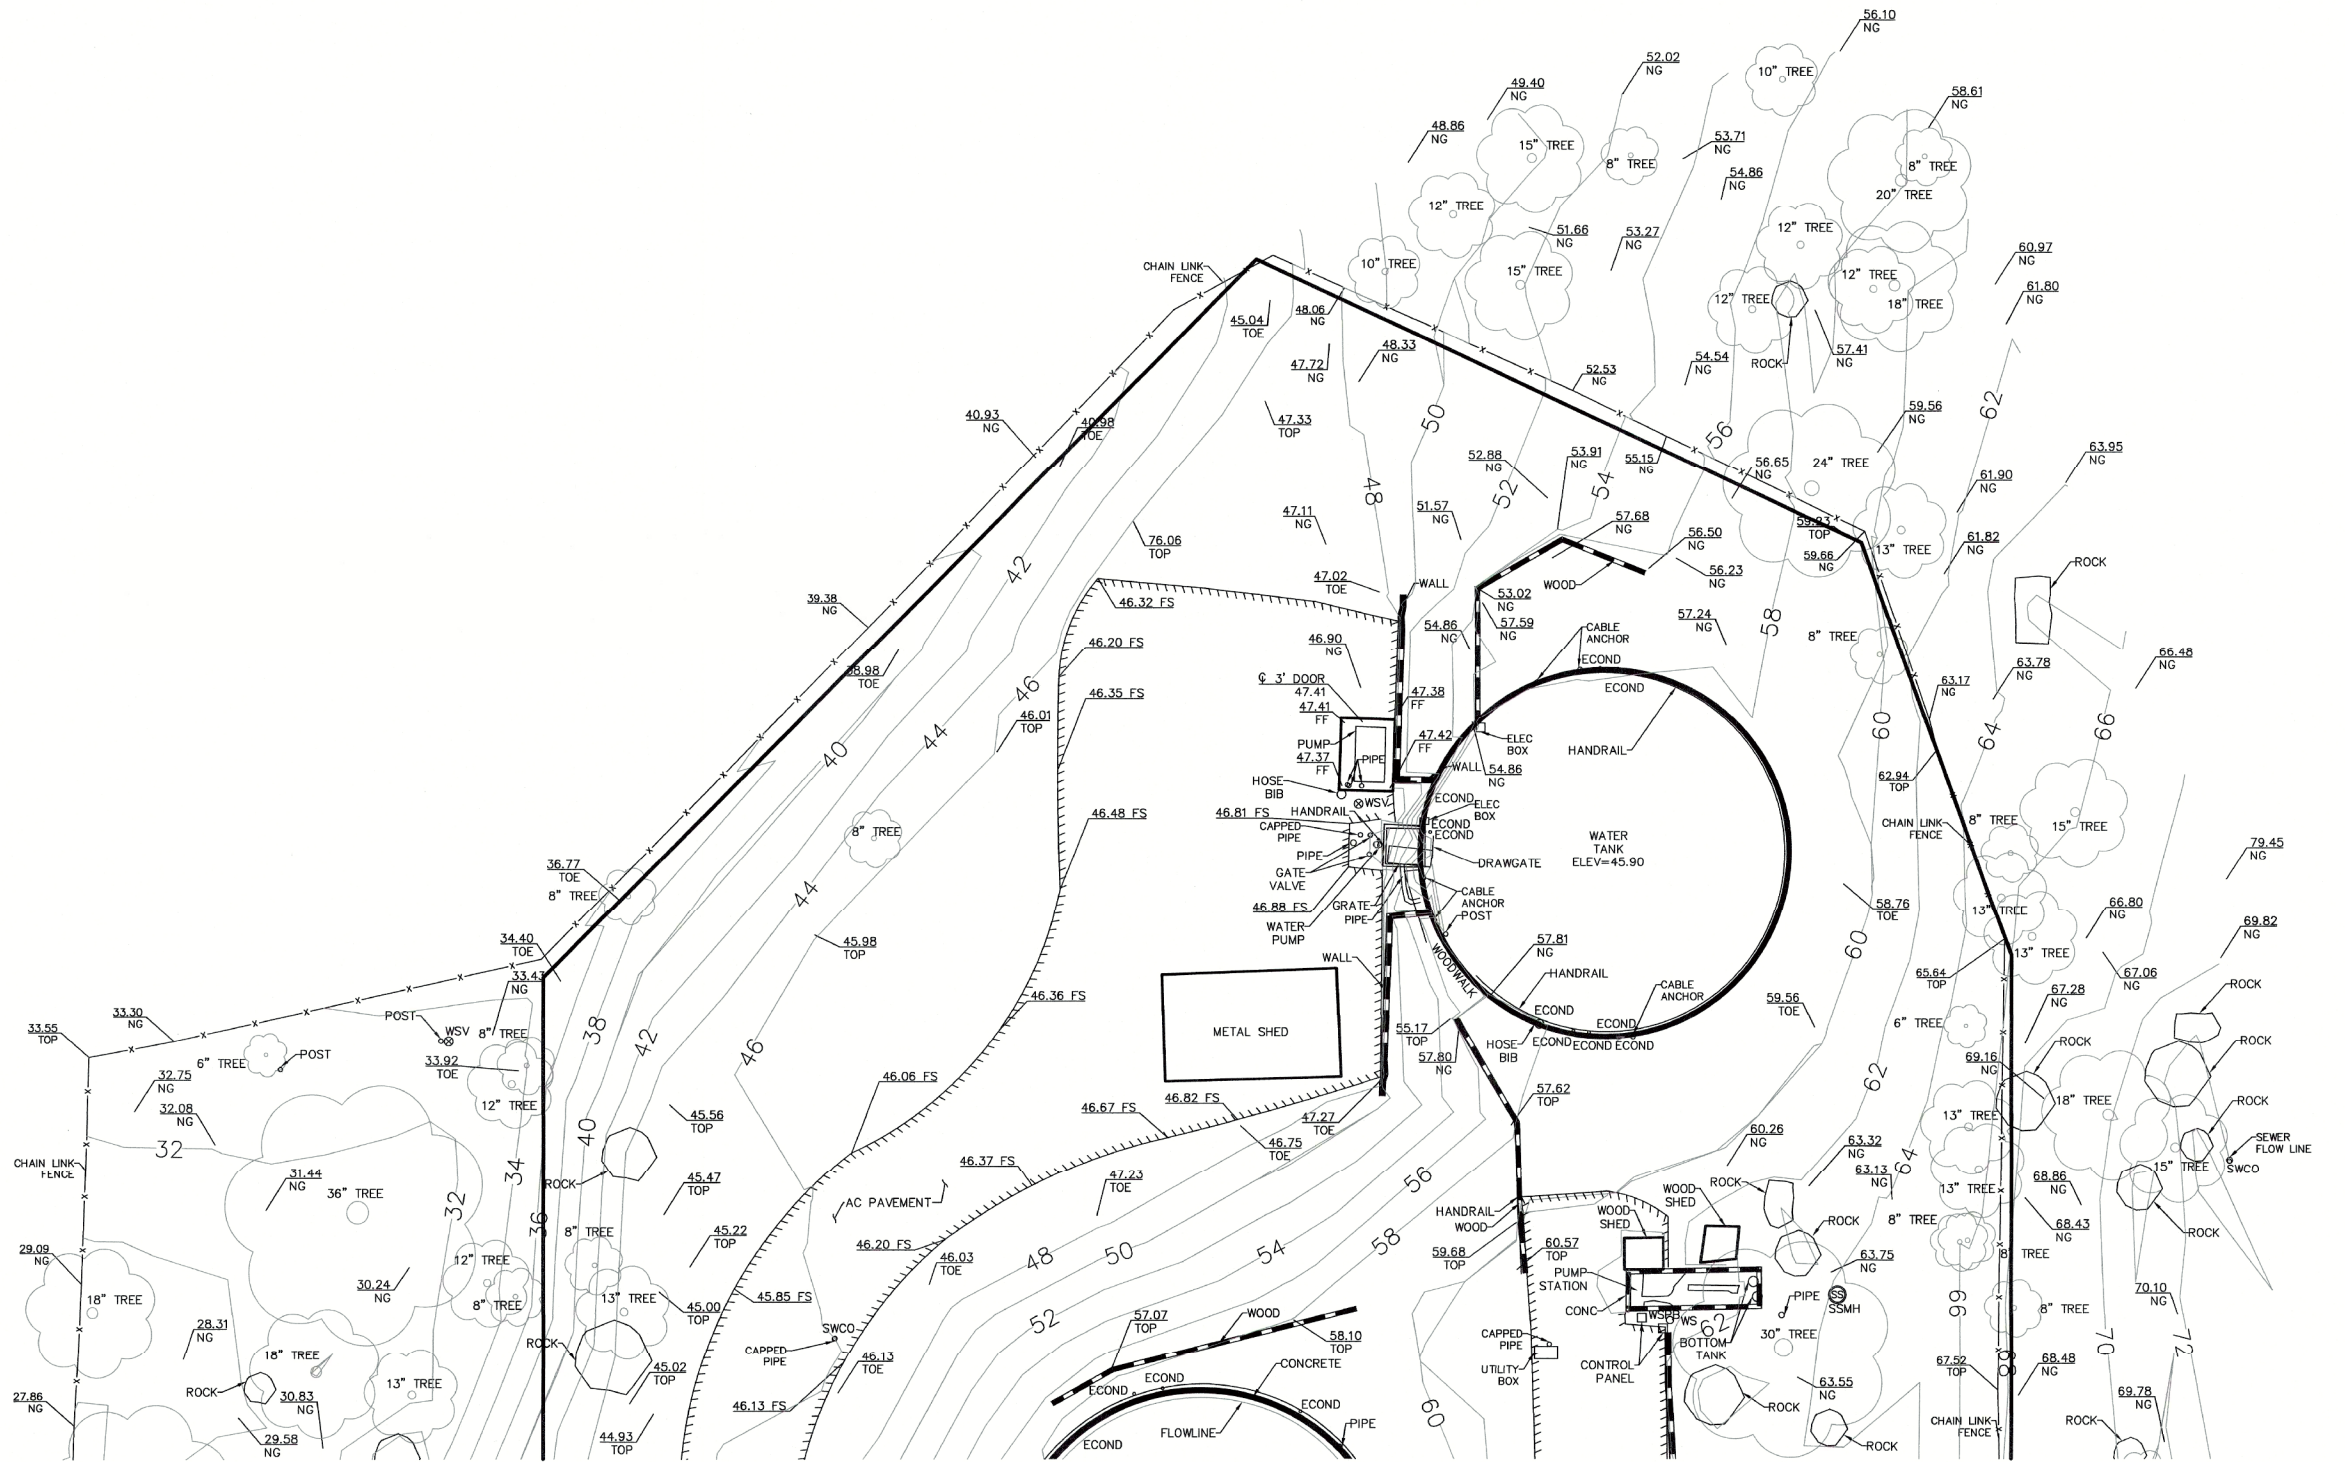 56.10
NG
52.02
NG
10" TREE
49.40
NG
58.61
NG
48.86
NG
15" TREE
8" TREE
53.71
NG
8" TREE
20" TREE
54.86
NG
12" TREE
12" TREE
51.66
NG
53.27
NG
60.97
NG
CHAIN LINK
FENCE
10" TREE
15" TREE
12" TREE
18" TREE
61.80
NG
12" TREE
45.04
TOE
48.06
NG
ROCK
57.41
NG
47.72
NG
48.33
NG
54.54
NG
52.53
NG
40.93
NG
40.98
TOE
47.33
TOP
50
56
59.56
NG
62
52.88
NG
53.91
NG
55.15
NG
56.65
NG
24" TREE
63.95
NG
48
52
54
61.90
NG
47.11
NG
51.57
NG
57.68
NG
56.50
NG
59.23
TOP
59.66
NG
13" TREE
61.82
NG
76.06
TOP
42
47.02
TOE
WALL
WOOD
56.23
NG
ROCK
39.38
NG
46.32 FS
53.02
NG
57.59
NG
54.86
NG
CABLE
ANCHOR
57.24
NG
58
8" TREE
46.20 FS
46.90
NG
ECOND
ECOND
63.78
NG
66.48
NG
38.98
TOE
46
46.35 FS
℄ 3' DOOR
47.41
47.41
FF
47.38
FF
63.17
NG
46.01
TOP
44
40
PUMP
47.37
FF
PIPE
47.42
FF
ELEC
BOX
HANDRAIL
60
64
66
HOSE
BIB
WALL
54.86
NG
62.94
TOP
WSV
ECOND
ELEC
BOX
46.48 FS
46.81 FS
HANDRAIL
CAPPED
PIPE
ECOND
ECOND
WATER
TANK
ELEV=45.90
CHAIN LINK
FENCE
8" TREE
15" TREE
8" TREE
PIPE
GATE
VALVE
DRAWGATE
79.45
NG
36.77
TOE
8" TREE
44
46.88 FS
GRATE
PIPE
CABLE
ANCHOR
POST
WATER
PUMP
58.76
TOE
13" TREE
66.80
NG
69.82
NG
34.40
TOE
45.98
TOP
WALL
WOODWALK
57.81
NG
HANDRAIL
60
13" TREE
33.43
NG
65.64
TOP
67.06
NG
46.36 FS
CABLE
ANCHOR
59.56
TOE
67.28
NG
ROCK
33.30
NG
33.55
TOP
POST
WSV
8" TREE
38
42
46
METAL SHED
55.17
TOP
57.80
NG
HOSE
BIB
ECOND
ECOND
ECOND
ECOND
ECOND
6" TREE
ROCK
ROCK
6" TREE
POST
33.92
TOE
69.16
NG
32.75
NG
32.08
NG
12" TREE
46.06 FS
62
57.62
TOP
45.56
TOP
46.67 FS
46.82 FS
47.27
TOE
13" TREE
18" TREE
ROCK
40
32
46.75
TOE
60.26
NG
63.32
NG
64
SEWER
FLOW LINE
CHAIN LINK
FENCE
34
ROCK
46.37 FS
56
63.13
NG
15" TREE
SWCO
31.44
NG
36" TREE
32
45.47
TOP
47.23
TOE
AC PAVEMENT
ROCK
WOOD
SHED
13" TREE
68.86
NG
36
8" TREE
HANDRAIL
WOOD
WOOD
SHED
ROCK
8" TREE
68.43
NG
ROCK
45.22
TOP
46.20 FS
46.03
TOE
48
50
54
58
59.68
TOP
60.57
TOP
29.09
NG
12" TREE
8" TREE
63.75
NG
30.24
NG
PUMP
STATION
CONC
PIPE
SS
SSMH
70.10
NG
18" TREE
8" TREE
13" TREE
45.00
TOP
45.85 FS
66
8" TREE
52
57.07
TOP
WOOD
58.10
TOP
WS
62
30" TREE
28.31
NG
ROCK
SWCO
CAPPED
PIPE
CAPPED
PIPE
BOTTOM
TANK
70
72
18" TREE
46.13
TOE
CONCRETE
UTILITY
BOX
CONTROL
PANEL
67.52
TOP
68
68.48
NG
ROCK
30.83
NG
13" TREE
45.02
TOP
ECOND
ECOND
63.55
NG
27.86
NG
46.13 FS
ECOND
60
ROCK
69.78
NG
FLOWLINE
PIPE
CHAIN LINK
FENCE
ROCK
29.58
NG
44.93
TOP
ECOND
ROCK